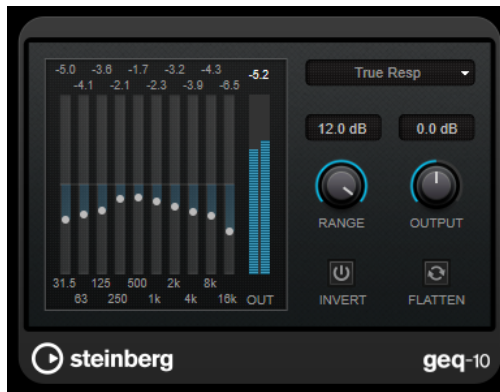 -5.0 -3.6 -1.7 -3.2 -4.3
-4.1 -2.1 -2.3 -3.9 -6.5
-5.2
True Resp
12.0 dB
0.0 dB
RANGE
OUTPUT
31.5 125 500 2k 8k
63 250 1k 4k 16k OUT
INVERT
FLATTEN
steinberg
geq-10